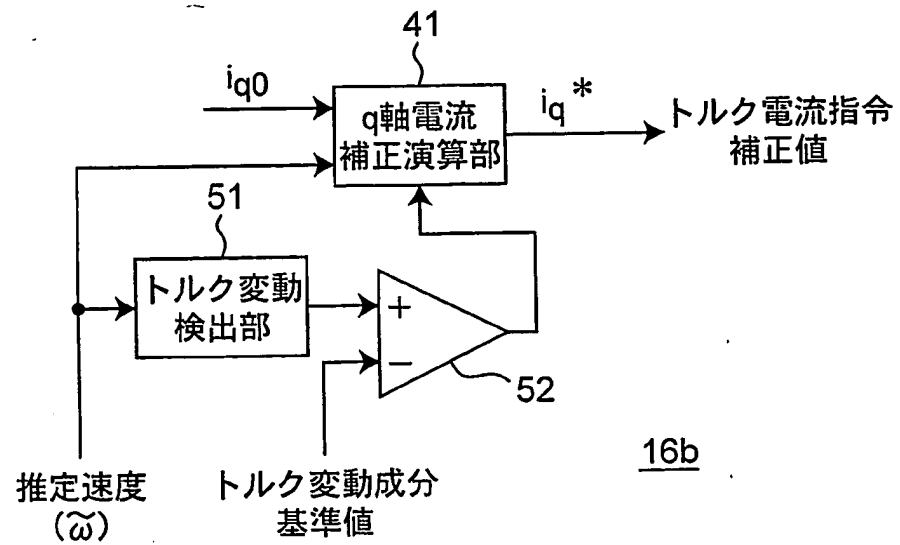 41
iq0
q軸電流
補正演算部
iq*
トルク電流指令
補正値
51
トルク変動
検出部
+
−
52
16b
推定速度
(ω̃)
トルク変動成分
基準値